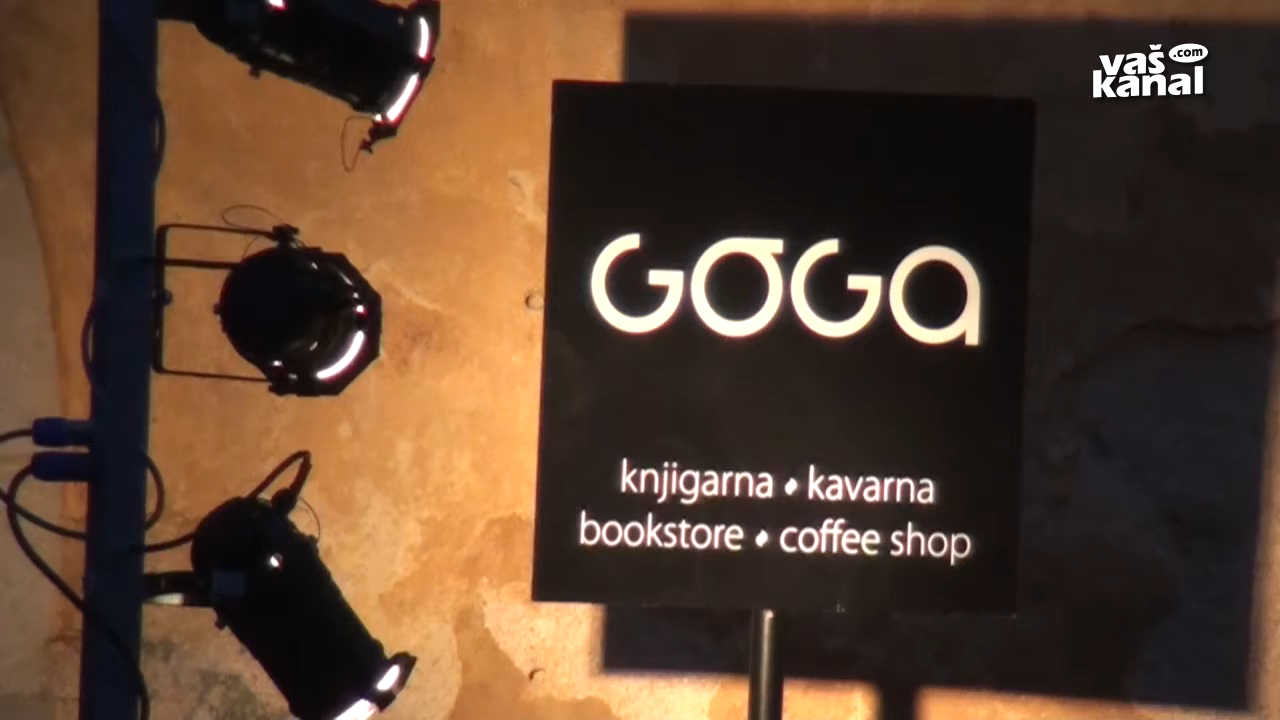 vaš .com
kanal
GOGA
knjigarna • kavarna
bookstore • coffee shop